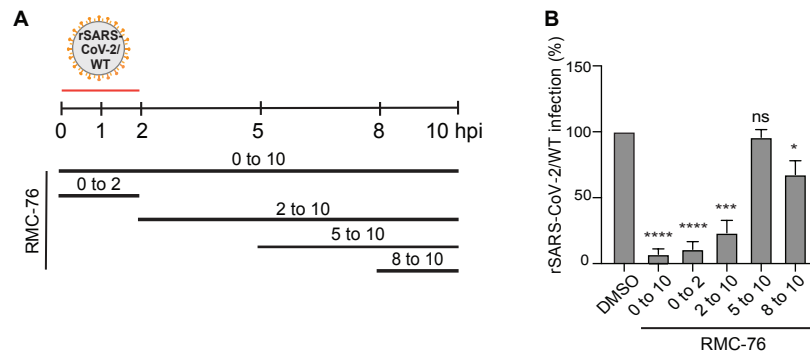 A
rSARS-
CoV-2/
WT
0 1 2 5 8 10 hpi
0 to 10
0 to 2
2 to 10
5 to 10
8 to 10
RMC-76
B
rSARS-CoV-2/WT infection (%)
150
100
50
0
****
****
***
ns
*
DMSO
0 to 10
0 to 2
2 to 10
5 to 10
8 to 10
RMC-76